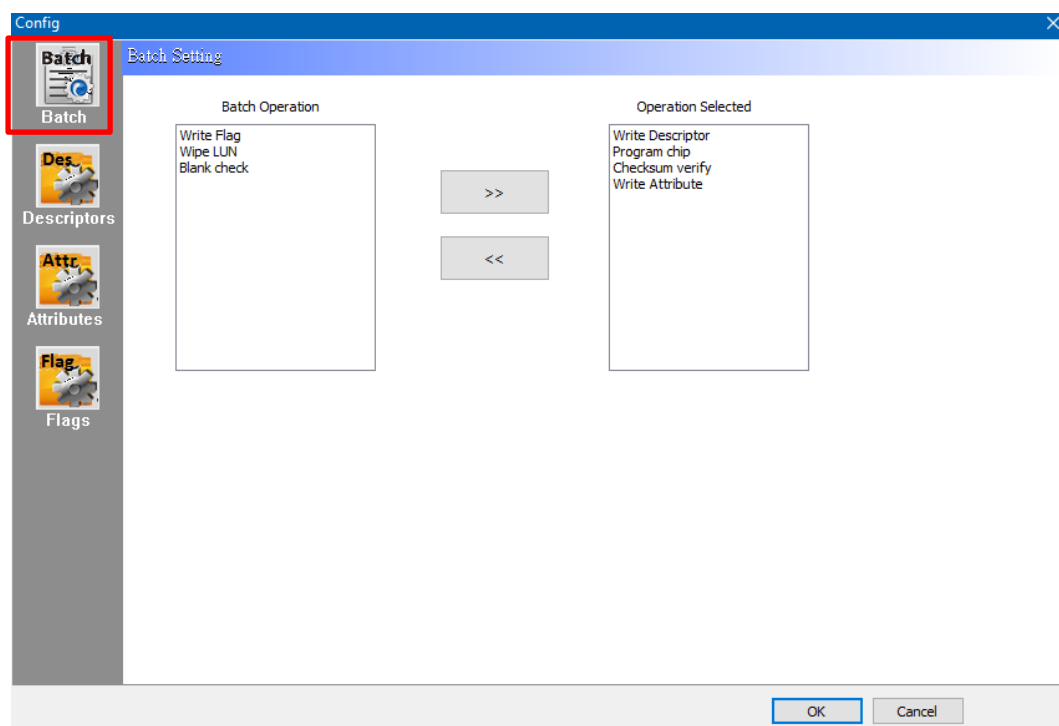 Config
Batch
Batch
Batch Setting
Des
Descriptors
Attr
Attributes
Flag
Flags
Batch Operation
Write Flag
Wipe LUN
Blank check
>>
<<
Operation Selected
Write Descriptor
Program chip
Checksum verify
Write Attribute
OK
Cancel